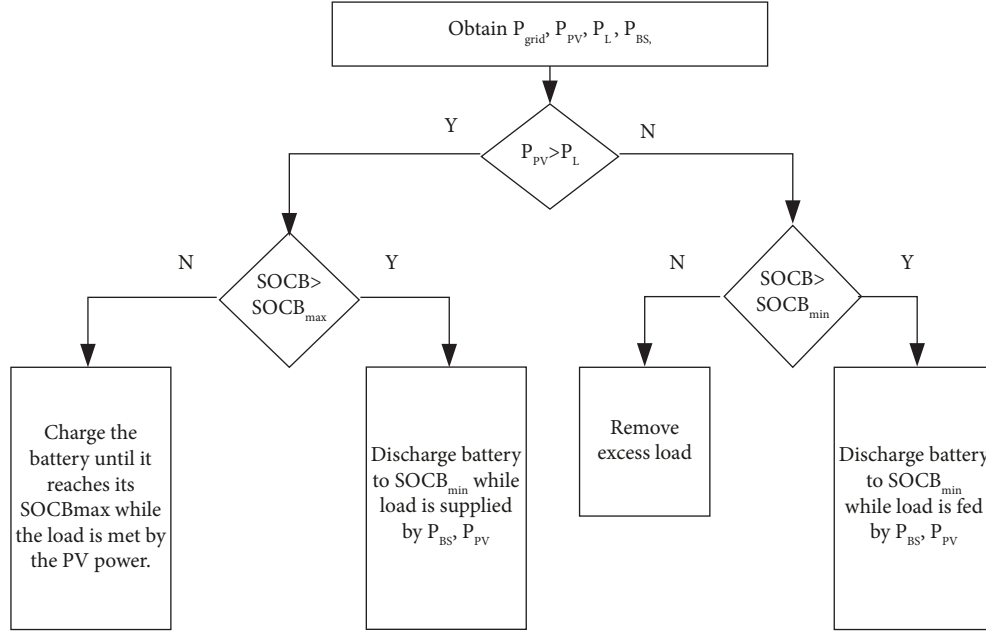 Obtain P_grid, P_PV, P_L, P_BS,
Y
N
P_PV>P_L
N
SOCB>
SOCB_max
Y
N
SOCB>
SOCB_min
Y
Charge the
battery until it
reaches its
SOCBmax while
the load is met by
the PV power.
Discharge battery
to SOCB_min while
load is supplied
by P_BS, P_PV
Remove
excess load
Discharge battery
to SOCB_min
while load is fed
by P_BS, P_PV